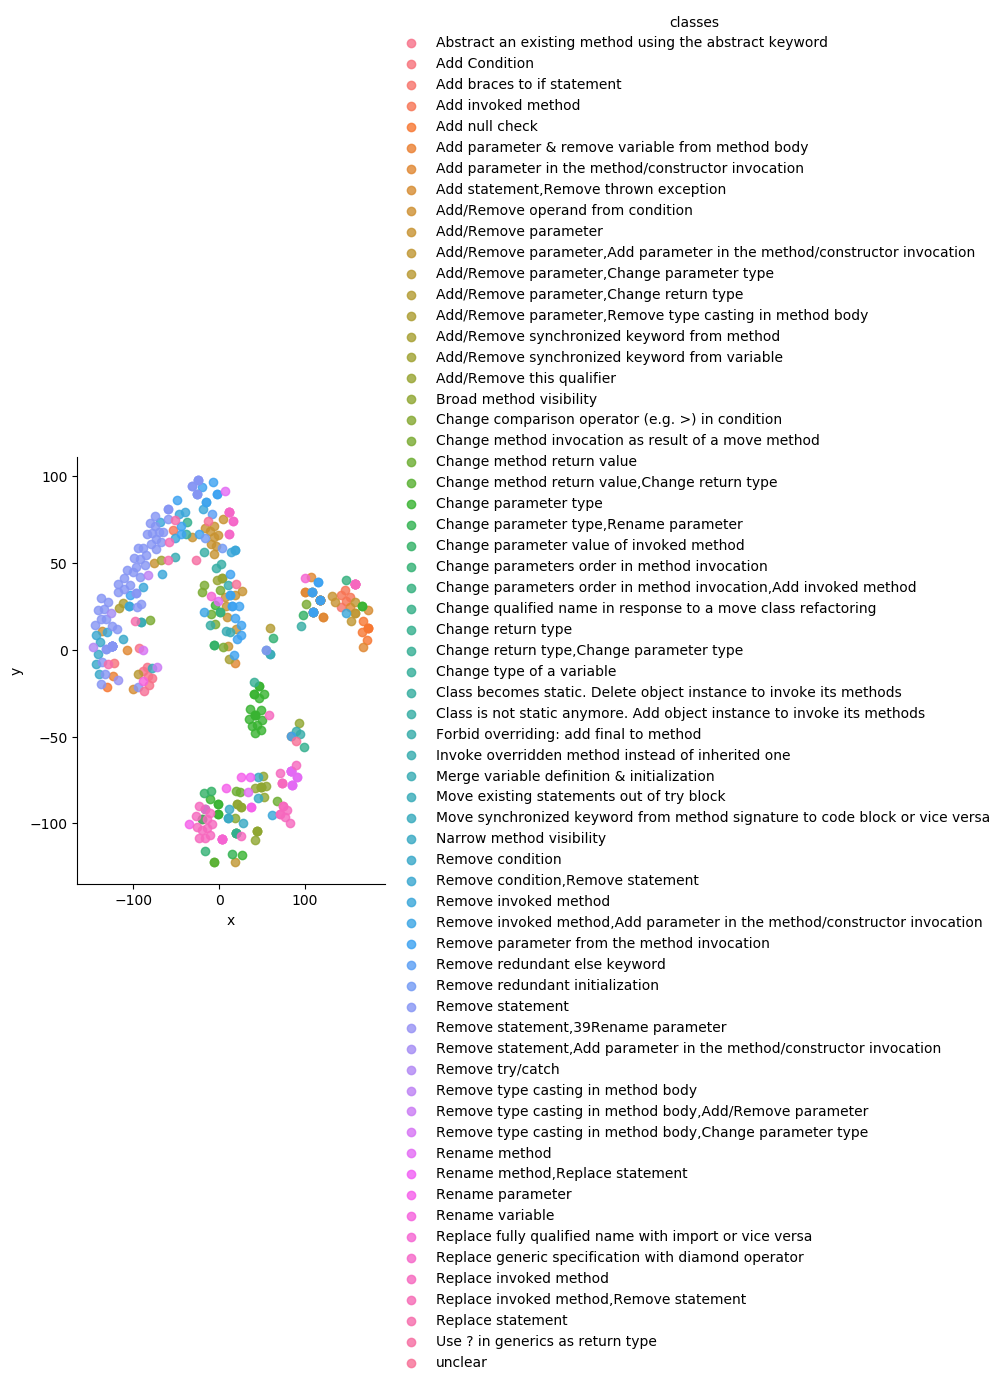 classes
Abstract an existing method using the abstract keyword
Add Condition
Add braces to if statement
Add invoked method
Add null check
Add parameter & remove variable from method body
Add parameter in the method/constructor invocation
Add statement,Remove thrown exception
Add/Remove operand from condition
Add/Remove parameter
Add/Remove parameter,Add parameter in the method/constructor invocation
Add/Remove parameter,Change parameter type
Add/Remove parameter,Change return type
Add/Remove parameter,Remove type casting in method body
Add/Remove synchronized keyword from method
Add/Remove synchronized keyword from variable
Add/Remove this qualifier
Broad method visibility
Change comparison operator (e.g. >) in condition
Change method invocation as result of a move method
Change method return value
Change method return value,Change return type
Change parameter type
Change parameter type,Rename parameter
Change parameter value of invoked method
Change parameters order in method invocation
Change parameters order in method invocation,Add invoked method
Change qualified name in response to a move class refactoring
Change return type
Change return type,Change parameter type
Change type of a variable
Class becomes static. Delete object instance to invoke its methods
Class is not static anymore. Add object instance to invoke its methods
Forbid overriding: add final to method
Invoke overridden method instead of inherited one
Merge variable definition & initialization
Move existing statements out of try block
Move synchronized keyword from method signature to code block or vice versa
Narrow method visibility
Remove condition
Remove condition,Remove statement
Remove invoked method
Remove invoked method,Add parameter in the method/constructor invocation
Remove parameter from the method invocation
Remove redundant else keyword
Remove redundant initialization
Remove statement
Remove statement,39Rename parameter
Remove statement,Add parameter in the method/constructor invocation
Remove try/catch
Remove type casting in method body
Remove type casting in method body,Add/Remove parameter
Remove type casting in method body,Change parameter type
Rename method
Rename method,Replace statement
Rename parameter
Rename variable
Replace fully qualified name with import or vice versa
Replace generic specification with diamond operator
Replace invoked method
Replace invoked method,Remove statement
Replace statement
Use ? in generics as return type
unclear
100
50
0
−50
−100
y
−100 0 100
x